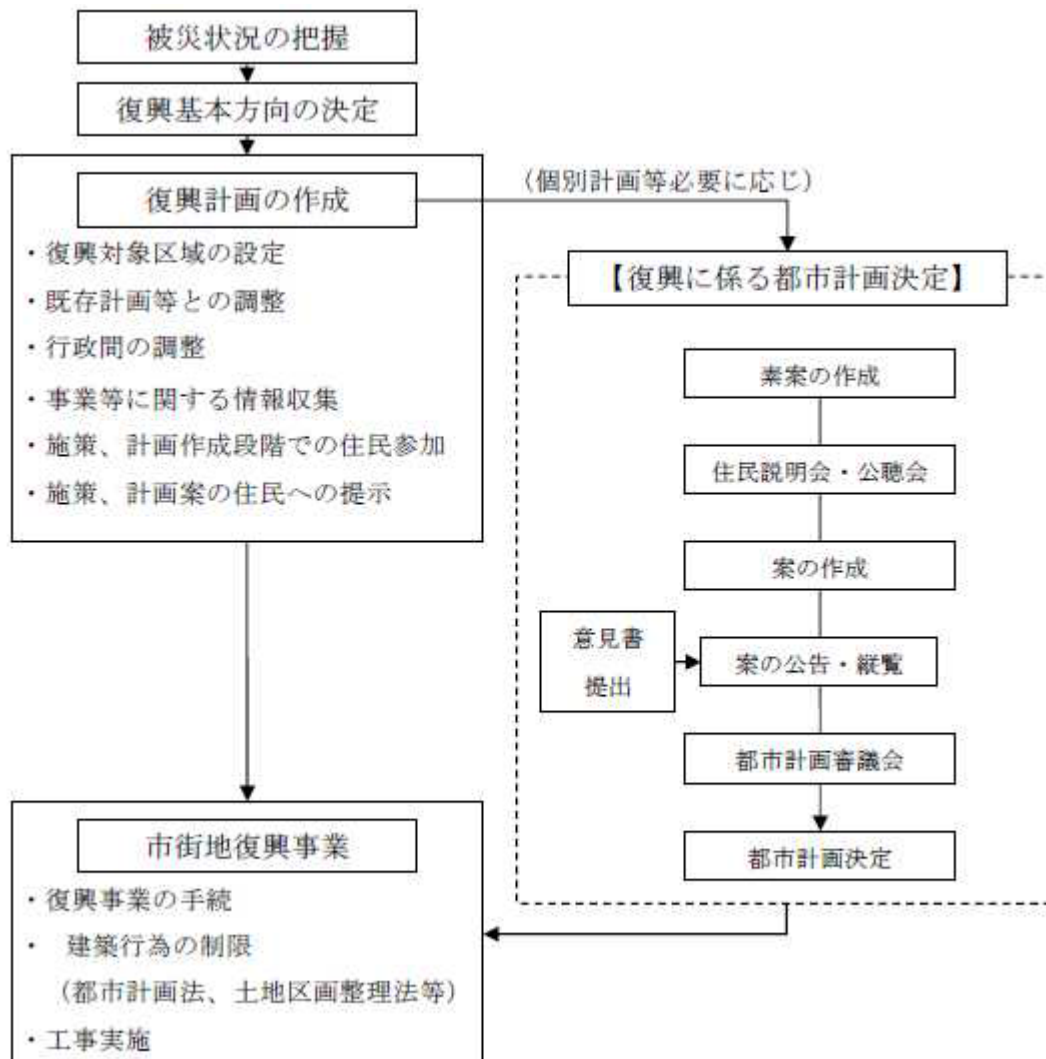 被災状況の把握
復興基本方向の決定
復興計画の作成
・復興対象区域の設定
・既存計画等との調整
・行政間の調整
・事業等に関する情報収集
・施策、計画作成段階での住民参加
・施策、計画案の住民への提示
(個別計画等必要に応じ)
【復興に係る都市計画決定】
素案の作成
住民説明会・公聴会
案の作成
意見書
提出
案の公告・縦覧
都市計画審議会
都市計画決定
市街地復興事業
・復興事業の手続
・ 建築行為の制限
(都市計画法、土地区画整理法等)
・工事実施